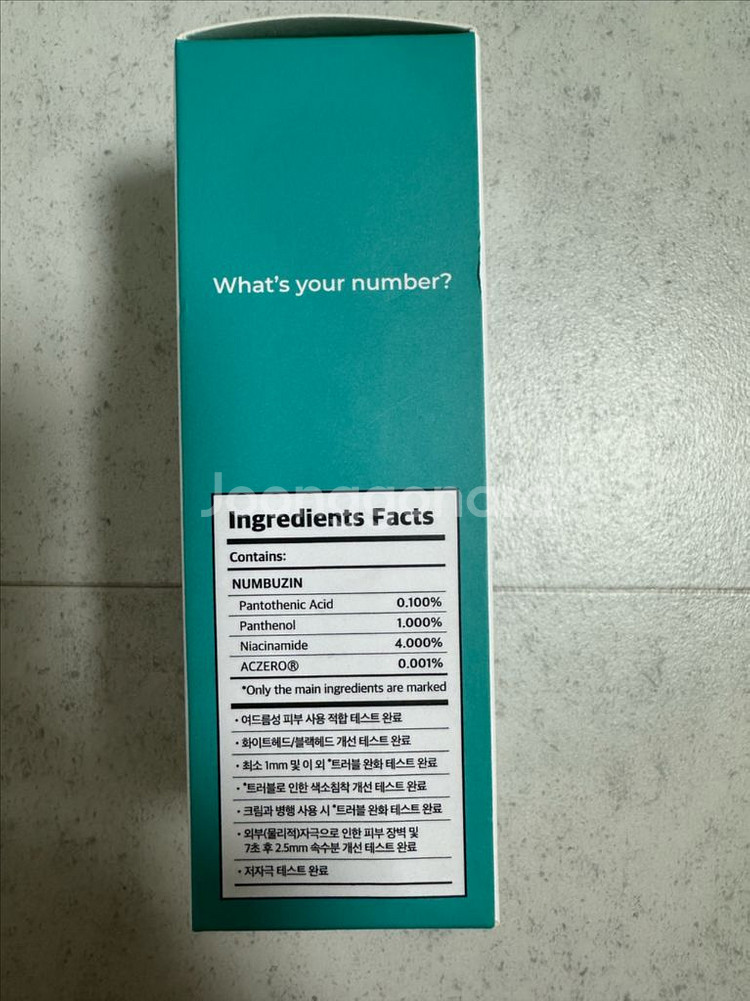 What's your number?
Joonggonara
Ingredients Facts
Contains:
NUMBUZIN
Pantothenic Acid 0.100%
Panthenol 1.000%
Niacinamide 4.000%
ACZERO® 0.001%
*Only the main ingredients are marked
• 여드름성 피부 사용 적합 테스트 완료
• 화이트헤드/블랙헤드 개선 테스트 완료
• 최소 1mm 및 이 외 *트러블 완화 테스트 완료
• *트러블로 인한 색소침착 개선 테스트 완료
• 크림과 병행 사용 시 *트러블 완화 테스트 완료
• 외부(물리적)자극으로 인한 피부 장벽 및
7초 후 2.5mm 속수분 개선 테스트 완료
• 저자극 테스트 완료